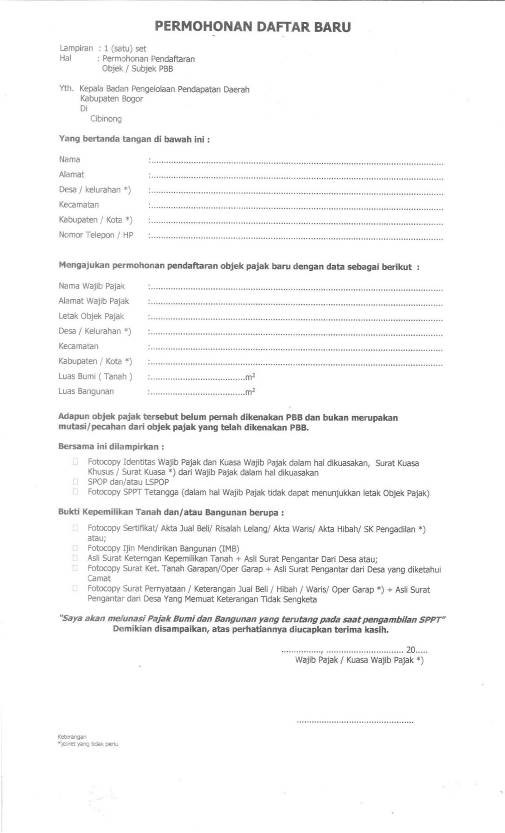 PERMOHONAN DAFTAR BARU
Lampiran : 1 (satu) set
Hal : Permohonan Pendaftaran
Objek / Subjek PBB
Yth. Kepala Badan Pengelolaan Pendapatan Daerah
Kabupaten Bogor
Di
Cibinong
Yang bertanda tangan di bawah ini :
Nama :
Alamat :
Desa / kelurahan *) :
Kecamatan :
Kabupaten / Kota *) :
Nomor Telepon / HP :
Mengajukan permohonan pendaftaran objek pajak baru dengan data sebagai berikut :
Nama Wajib Pajak :
Alamat Wajib Pajak :
Letak Objek Pajak :
Desa / Kelurahan *) :
Kecamatan :
Kabupaten / Kota *) :
Luas Bumi ( Tanah ) :..................................m²
Luas Bangunan :..................................m²
Adapun objek pajak tersebut belum pernah dikenakan PBB dan bukan merupakan
mutasi/pecahan dari objek pajak yang telah dikenakan PBB.
Bersama ini dilampirkan :
Fotocopy Identitas Wajib Pajak dan Kuasa Wajib Pajak dalam hal dikuasakan, Surat Kuasa
Khusus / Surat Kuasa *) dari Wajib Pajak dalam hal dikuasakan
SPOP dan/atau LSPOP
Fotocopy SPPT Tetangga (dalam hal Wajib Pajak tidak dapat menunjukkan letak Objek Pajak)
Bukti Kepemilikan Tanah dan/atau Bangunan berupa :
Fotocopy Sertifikat/ Akta Jual Beli/ Risalah Lelang/ Akta Waris/ Akta Hibah/ SK Pengadilan *)
atau;
Fotocopy Ijin Mendirikan Bangunan (IMB)
Asli Surat Keterngan Kepemilikan Tanah + Asli Surat Pengantar Dari Desa atau;
Fotocopy Surat Ket. Tanah Garapan/Oper Garap + Asli Surat Pengantar dari Desa yang diketahui
Camat
Fotocopy Surat Pernyataan / Keterangan Jual Beli / Hibah / Waris/ Oper Garap *) + Asli Surat
Pengantar dari Desa Yang Memuat Keterangan Tidak Sengketa
"Saya akan melunasi Pajak Bumi dan Bangunan yang terutang pada saat pengambilan SPPT"
Demikian disampaikan, atas perhatiannya diucapkan terima kasih.
................, ............................ 20.....
Wajib Pajak / Kuasa Wajib Pajak *)
..........................................
Keterangan
*)coret yang tidak perlu